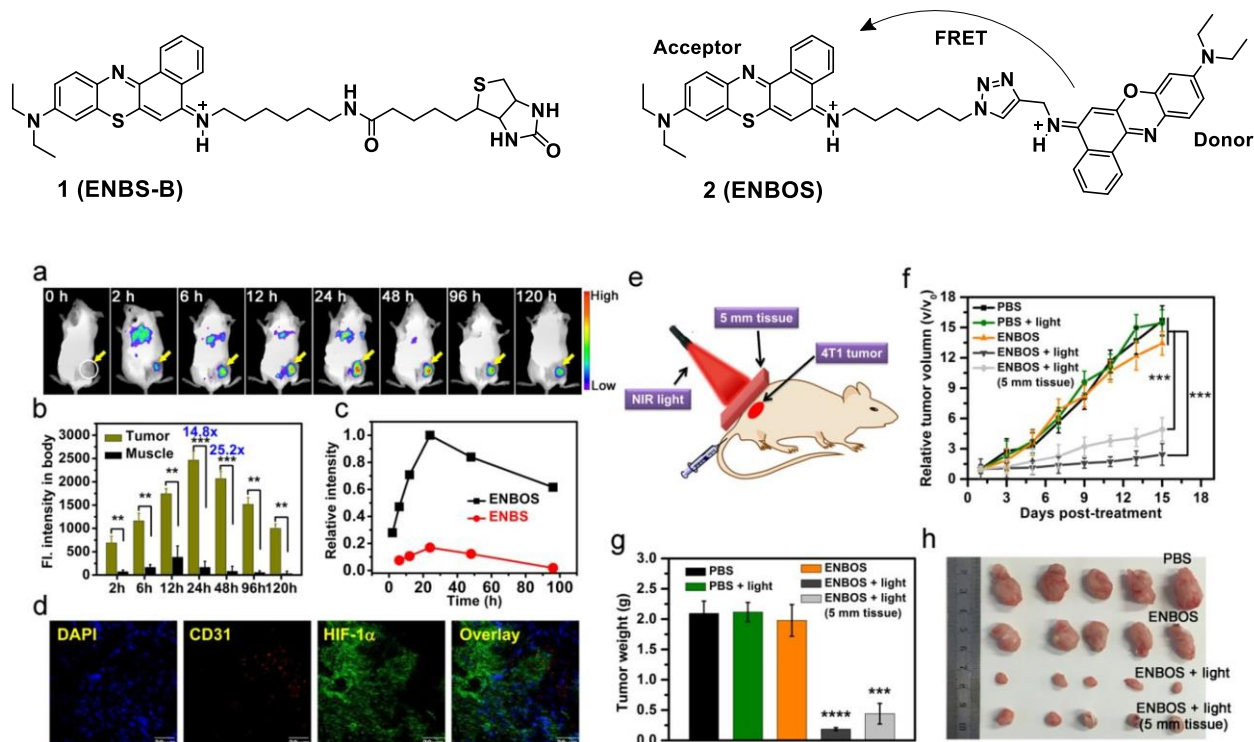 Acceptor
FRET
Donor
N
N
S
N
+
H
H
N
O
S
NH
HN
O
1 (ENBS-B)
N
N
S
N
+
H
N
N
N
+
N
H
O
N
N
2 (ENBOS)
a
0 h
2 h
6 h
12 h
24 h
48 h
96 h
120 h
High
Low
b
Fl. intensity in body
3000
2500
2000
1500
1000
500
0
Tumor
Muscle
14.8x
25.2x
**
**
**
***
***
**
**
2h
6h
12h
24h
48h
96h
120h
c
Relative intensity
1.0
0.8
0.6
0.4
0.2
0.0
ENBOS
ENBS
0
20
40
60
80
100
Time (h)
d
DAPI
CD31
HIF-1α
Overlay
e
5 mm tissue
4T1 tumor
NIR light
f
Relative tumor volumn (v/v0)
18
15
12
9
6
3
0
PBS
PBS + light
ENBOS
ENBOS + light
ENBOS + light
(5 mm tissue)
***
***
0
3
6
9
12
15
18
Days post-treatment
g
Tumor weight (g)
3.0
2.5
2.0
1.5
1.0
0.5
0.0
PBS
PBS + light
ENBOS
ENBOS + light
ENBOS + light
(5 mm tissue)
****
***
h
PBS
ENBOS
ENBOS + light
ENBOS + light
(5 mm tissue)